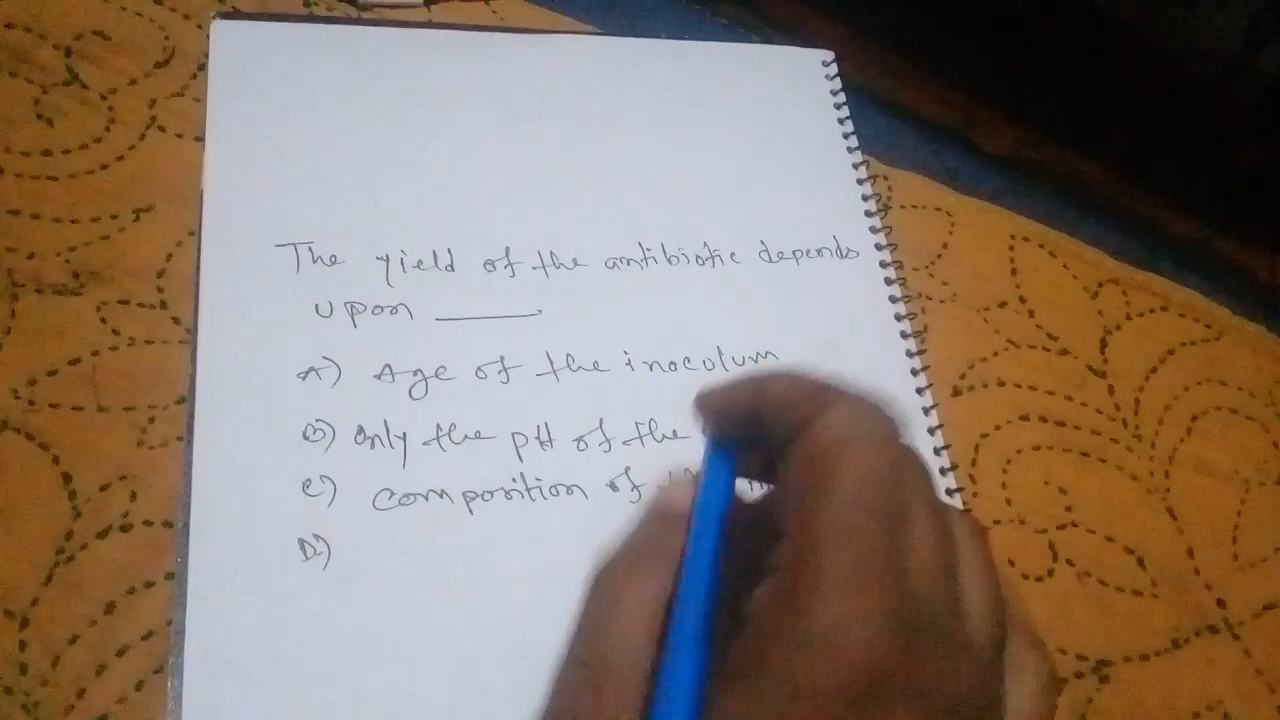 The yield of the antibiotic depends
upon ______
A) Age of the inocolum
B) Only the pH of the
C) Composition of
D)